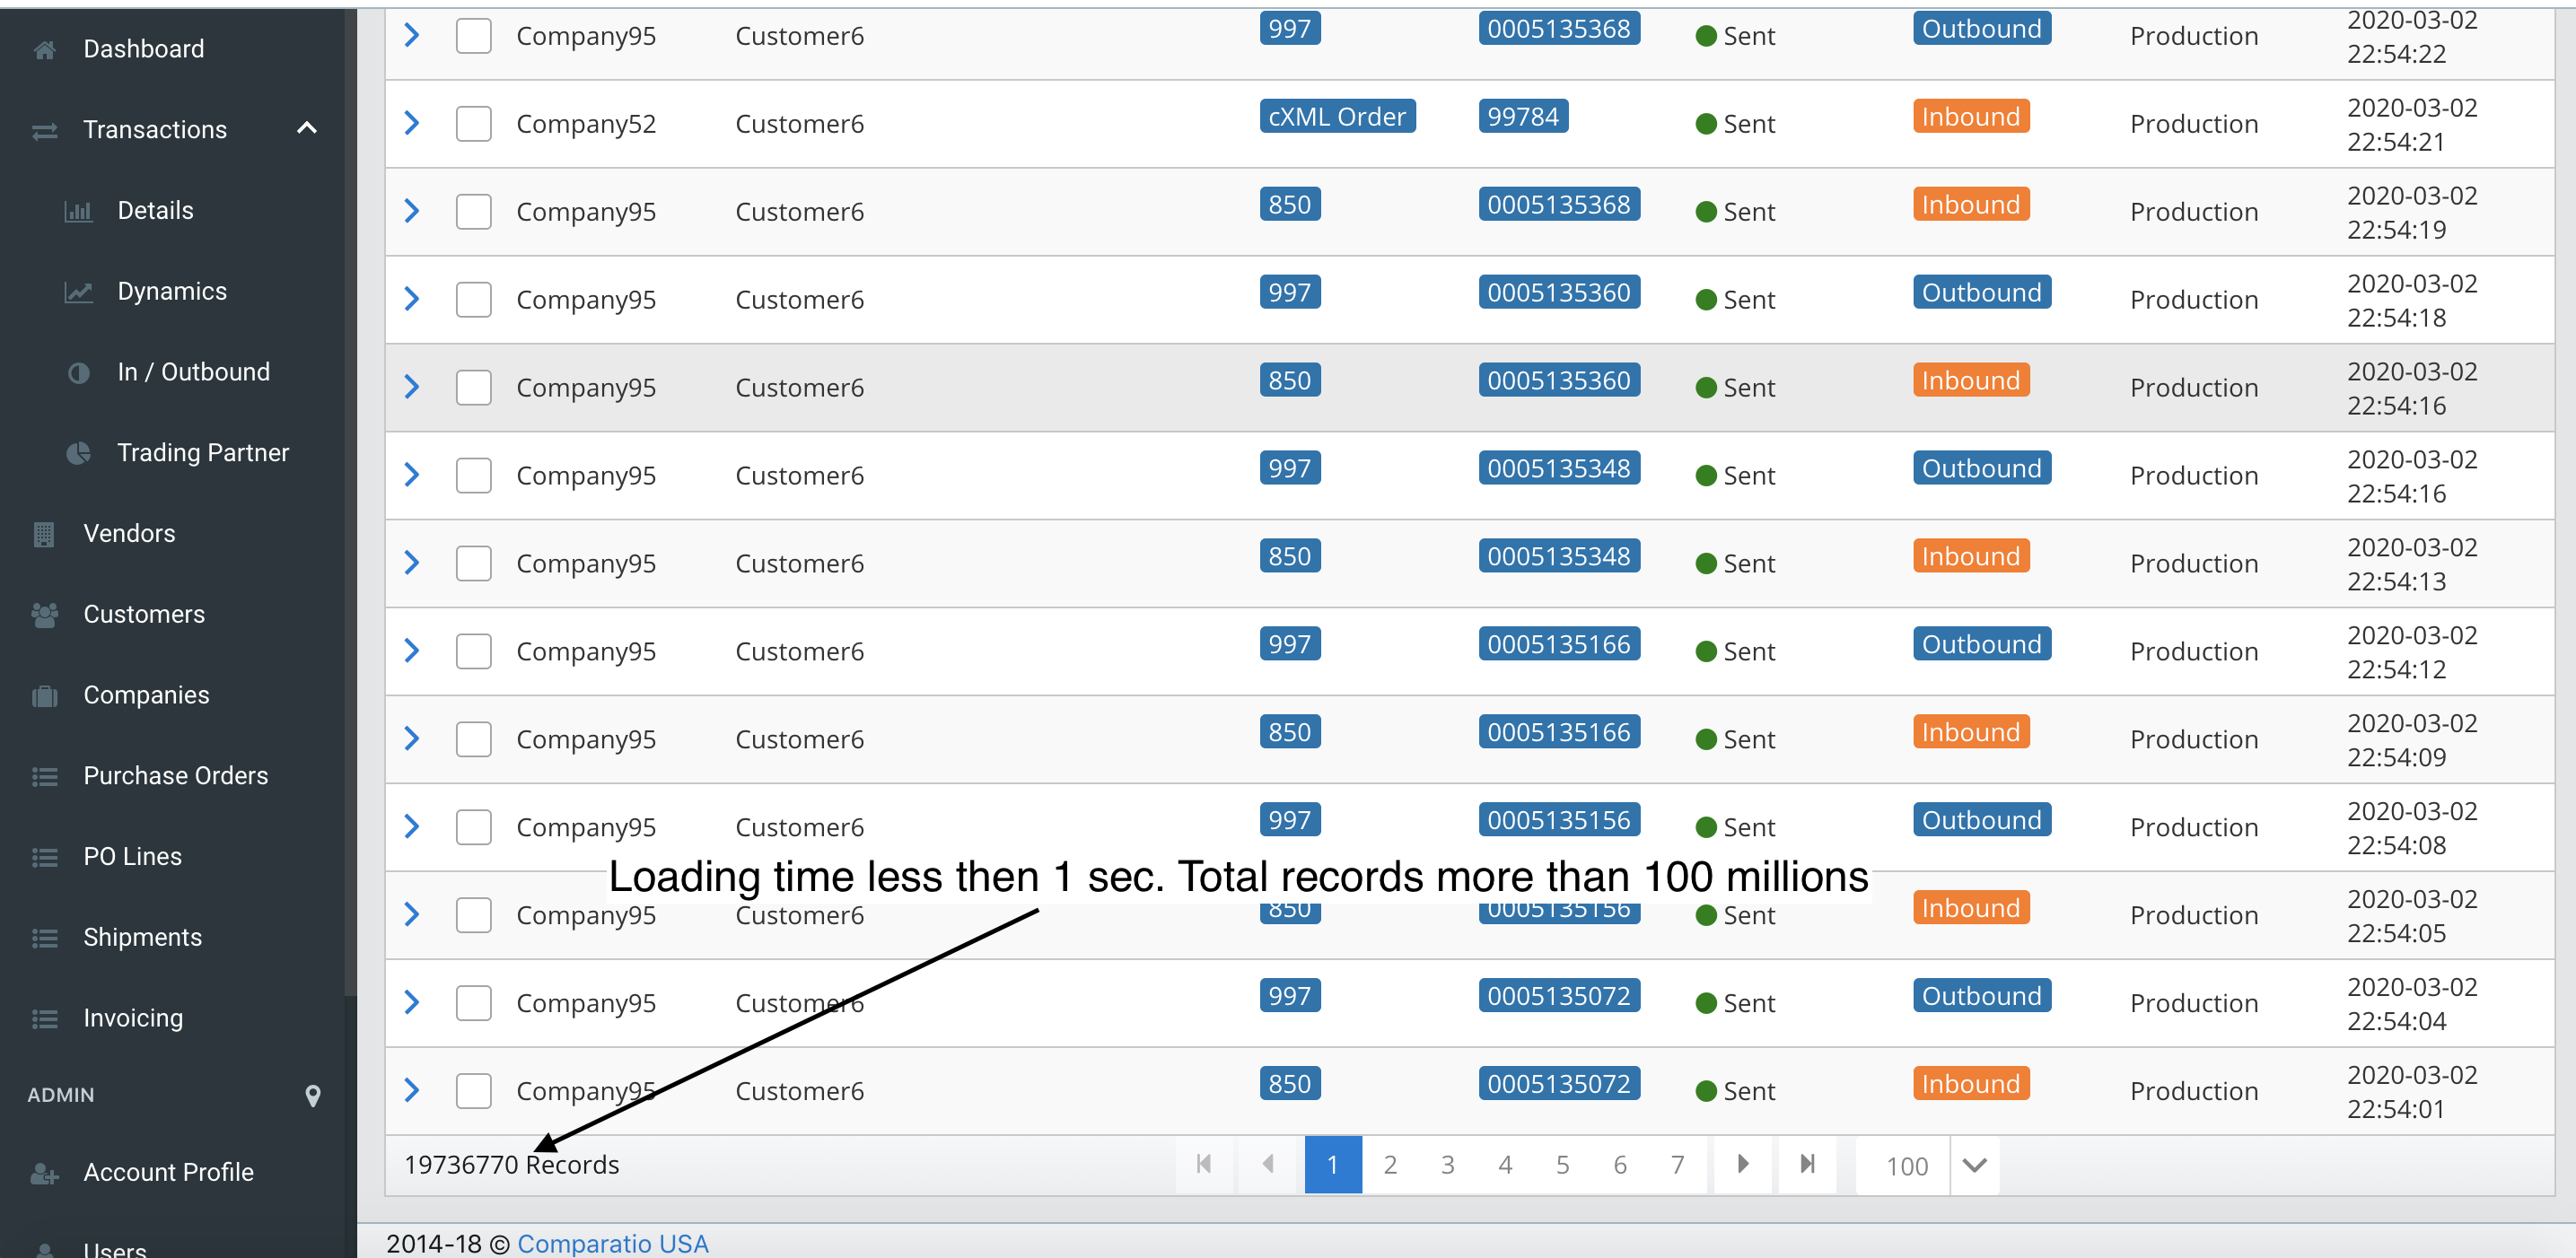 Dashboard
Transactions
Details
Dynamics
In / Outbound
Trading Partner
Vendors
Customers
Companies
Purchase Orders
PO Lines
Shipments
Invoicing
ADMIN
Account Profile
Users
Company95 Customer6 997 0005135368 Sent Outbound Production 2020-03-02
22:54:22
Company52 Customer6 cXML Order 99784 Sent Inbound Production 2020-03-02
22:54:21
Company95 Customer6 850 0005135368 Sent Inbound Production 2020-03-02
22:54:19
Company95 Customer6 997 0005135360 Sent Outbound Production 2020-03-02
22:54:18
Company95 Customer6 850 0005135360 Sent Inbound Production 2020-03-02
22:54:16
Company95 Customer6 997 0005135348 Sent Outbound Production 2020-03-02
22:54:16
Company95 Customer6 850 0005135348 Sent Inbound Production 2020-03-02
22:54:13
Company95 Customer6 997 0005135166 Sent Outbound Production 2020-03-02
22:54:12
Company95 Customer6 850 0005135166 Sent Inbound Production 2020-03-02
22:54:09
Company95 Customer6 997 0005135156 Sent Outbound Production 2020-03-02
22:54:08
Loading time less then 1 sec. Total records more than 100 millions
Company95 Customer6 850 0005135156 Sent Inbound Production 2020-03-02
22:54:05
Company95 Customer6 997 0005135072 Sent Outbound Production 2020-03-02
22:54:04
Company95 Customer6 850 0005135072 Sent Inbound Production 2020-03-02
22:54:01
19736770 Records 1 2 3 4 5 6 7 100
2014-18 © Comparatio USA